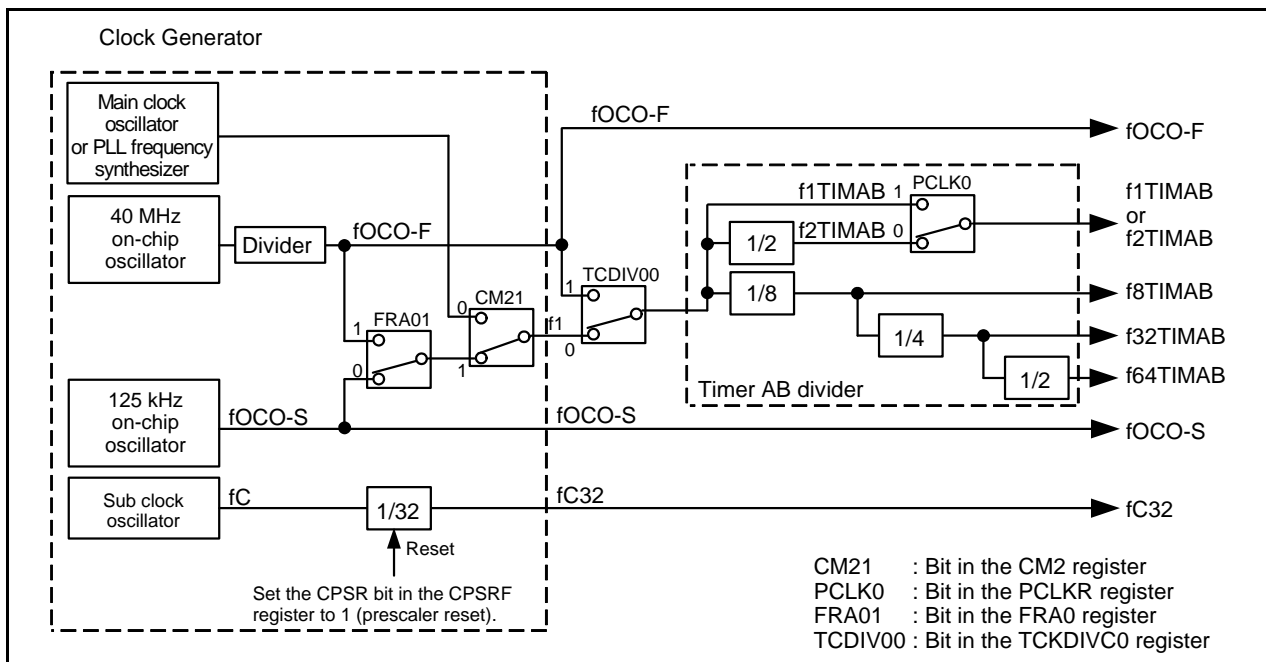 Clock Generator
Main clock
oscillator
or PLL frequency
synthesizer
40 MHz
on-chip
oscillator
Divider
fOCO-F
fOCO-F
fOCO-F
FRA01
1
0
CM21
0
1
f1
TCDIV00
1
0
f1TIMAB 1
PCLK0
1/2
f2TIMAB 0
f1TIMAB
or
f2TIMAB
1/8
f8TIMAB
1/4
f32TIMAB
1/2
f64TIMAB
Timer AB divider
125 kHz
on-chip
oscillator
fOCO-S
fOCO-S
fOCO-S
Sub clock
oscillator
fC
1/32
fC32
fC32
Reset
Set the CPSR bit in the CPSRF
register to 1 (prescaler reset).
CM21 : Bit in the CM2 register
PCLK0 : Bit in the PCLKR register
FRA01 : Bit in the FRA0 register
TCDIV00 : Bit in the TCKDIVC0 register